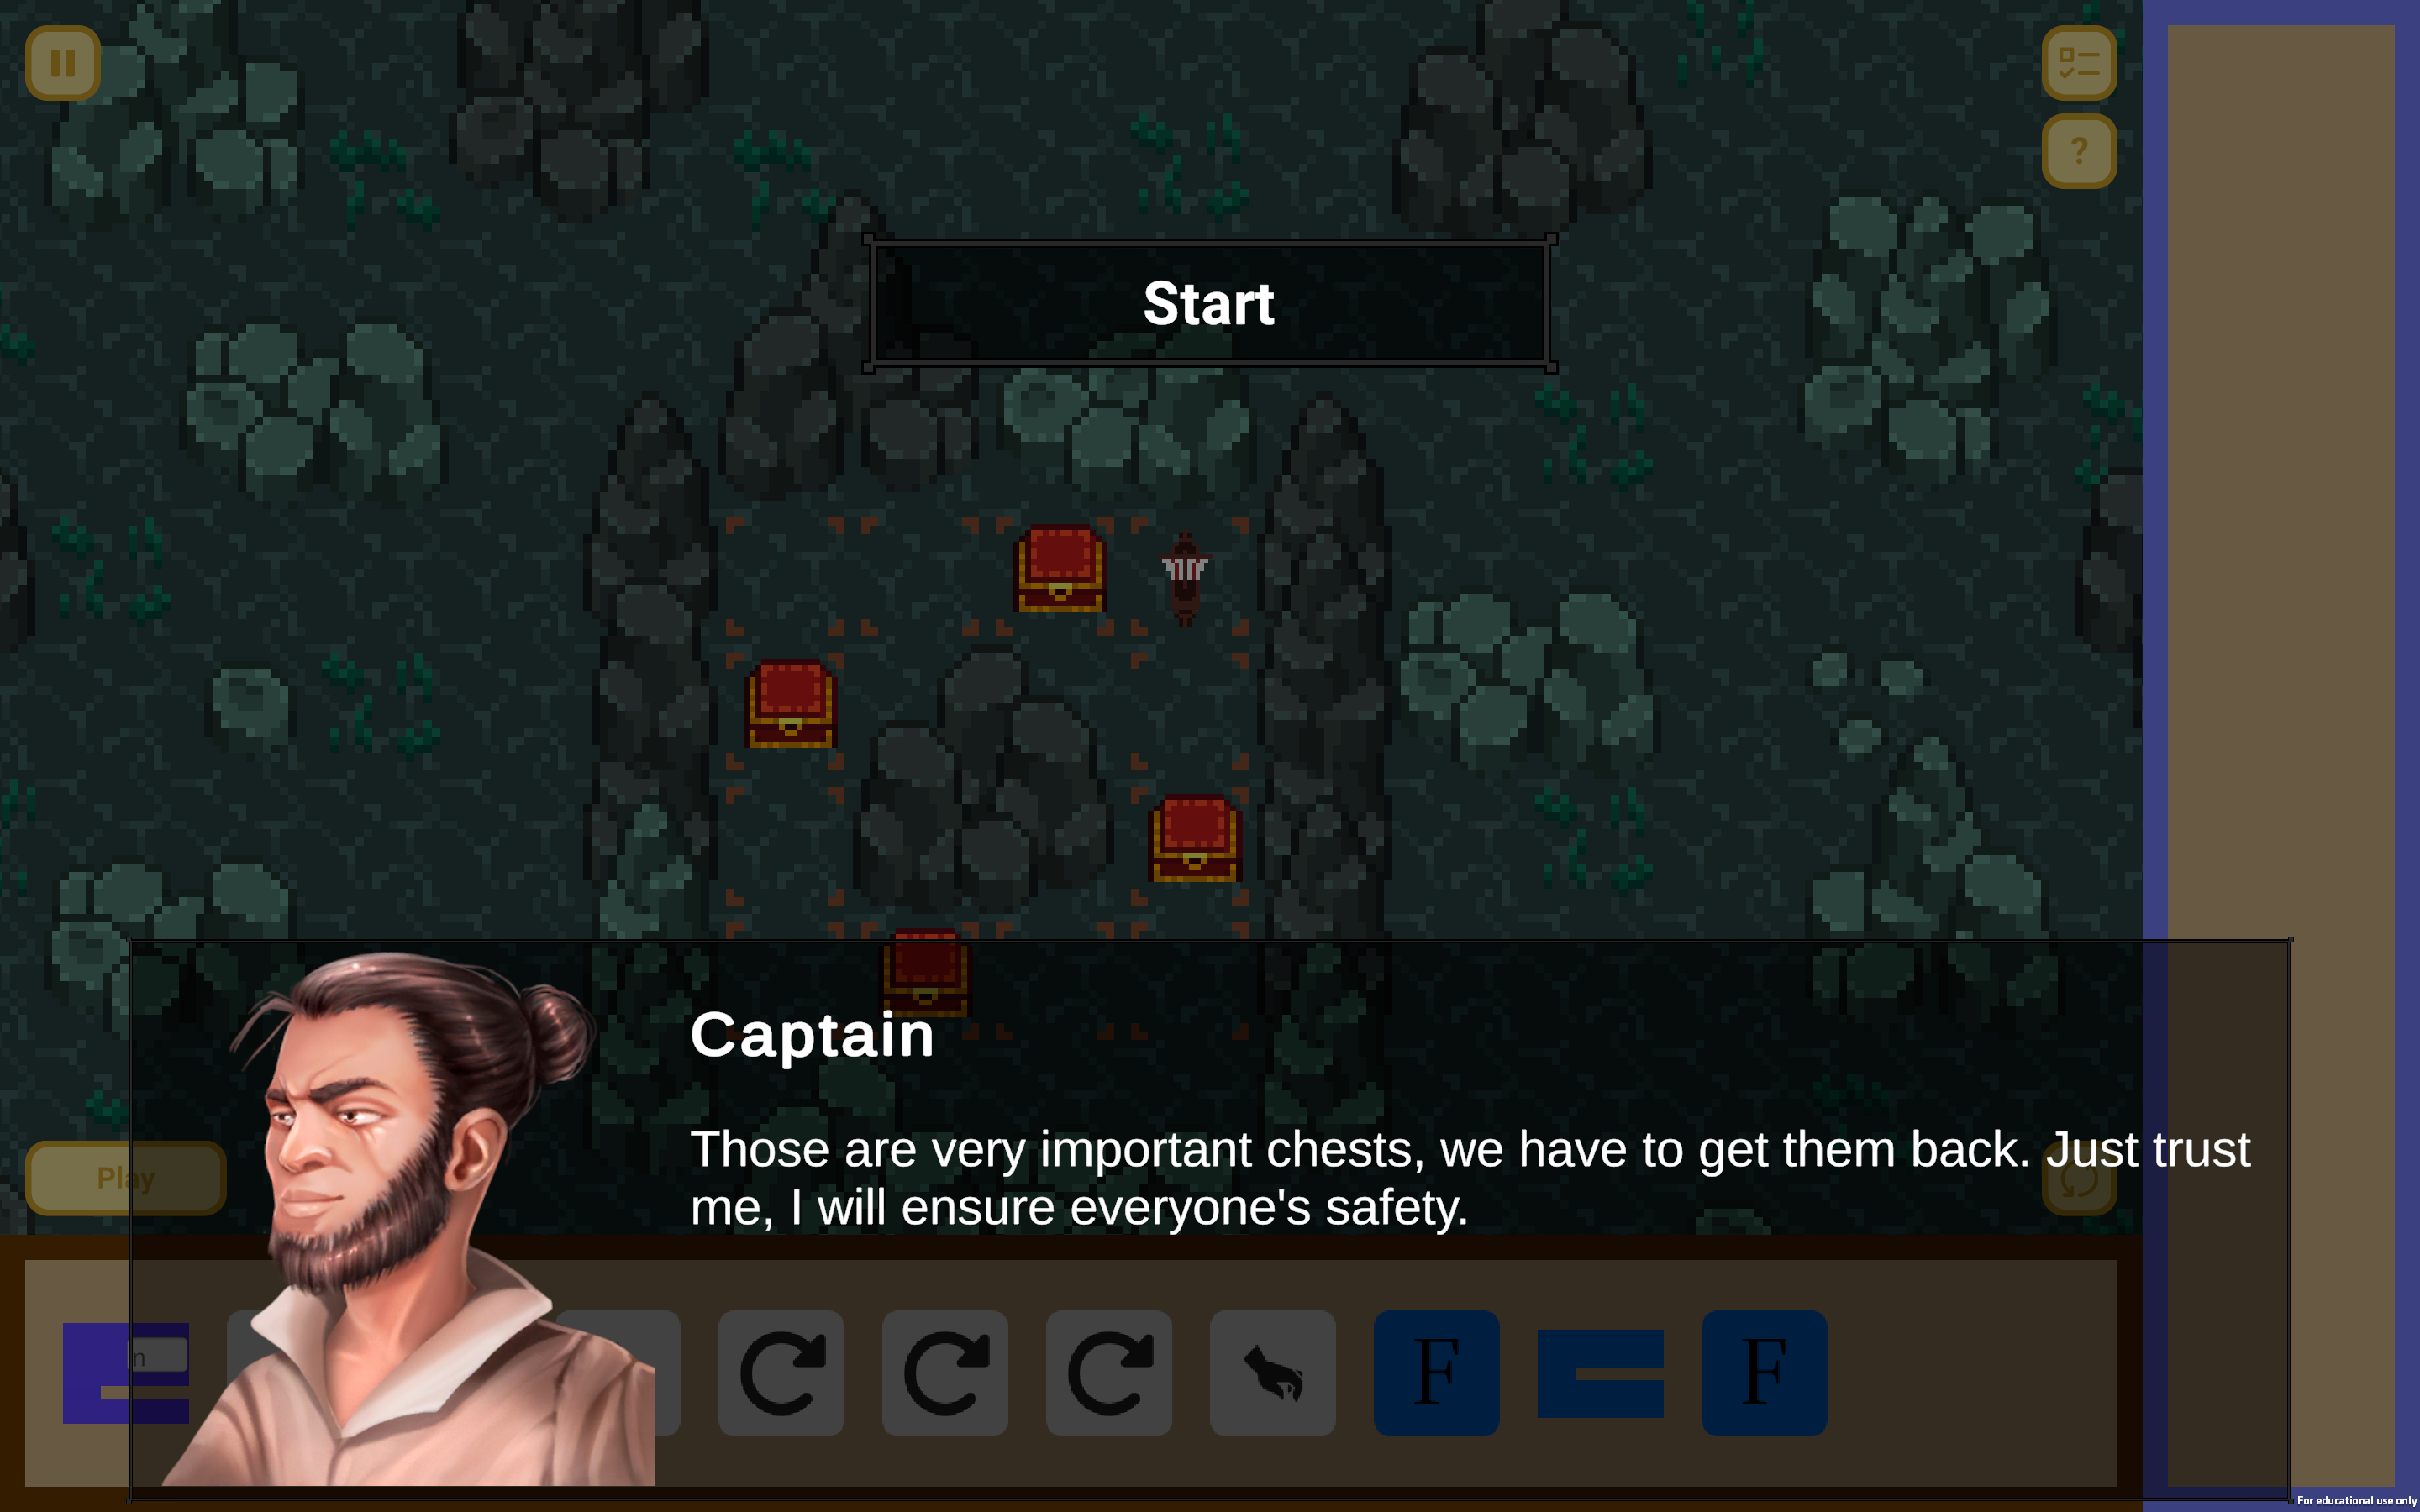 ?
Start
Captain
Those are very important chests, we have to get them back. Just trust
me, I will ensure everyone's safety.
Play
n
F
F
For educational use only